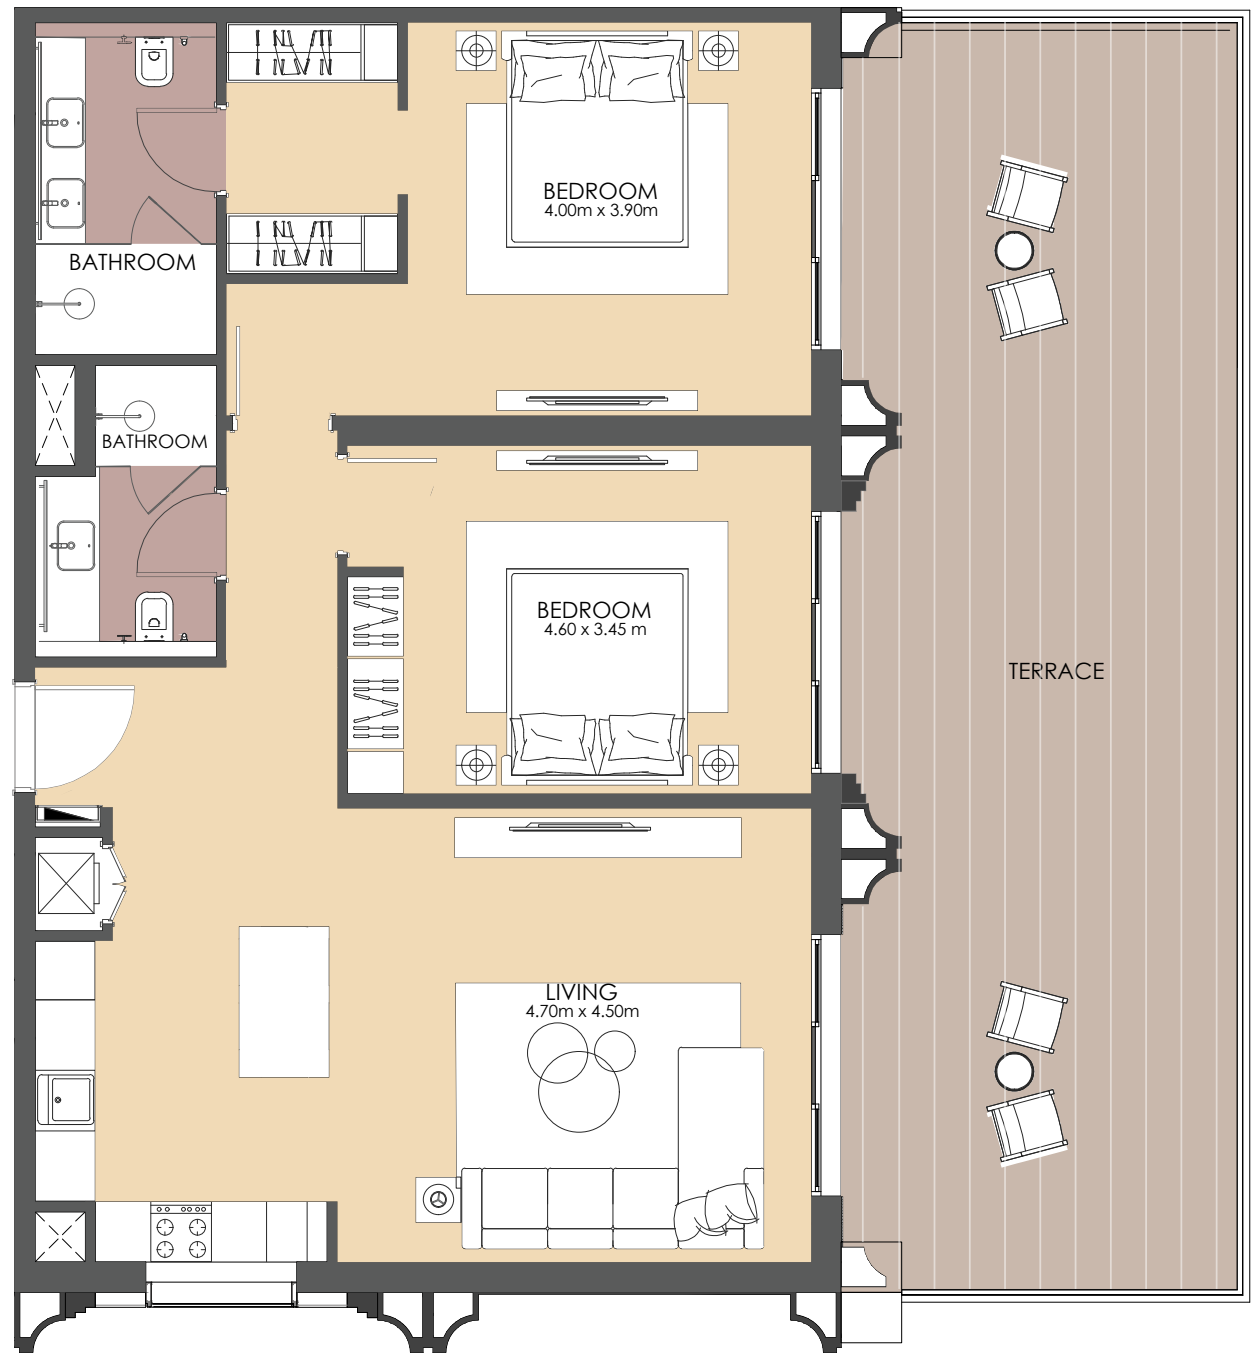 BEDROOM
4.00m x 3.90m
BATHROOM
BATHROOM
BEDROOM
4.60 x 3.45 m
TERRACE
LIVING
4.70m x 4.50m